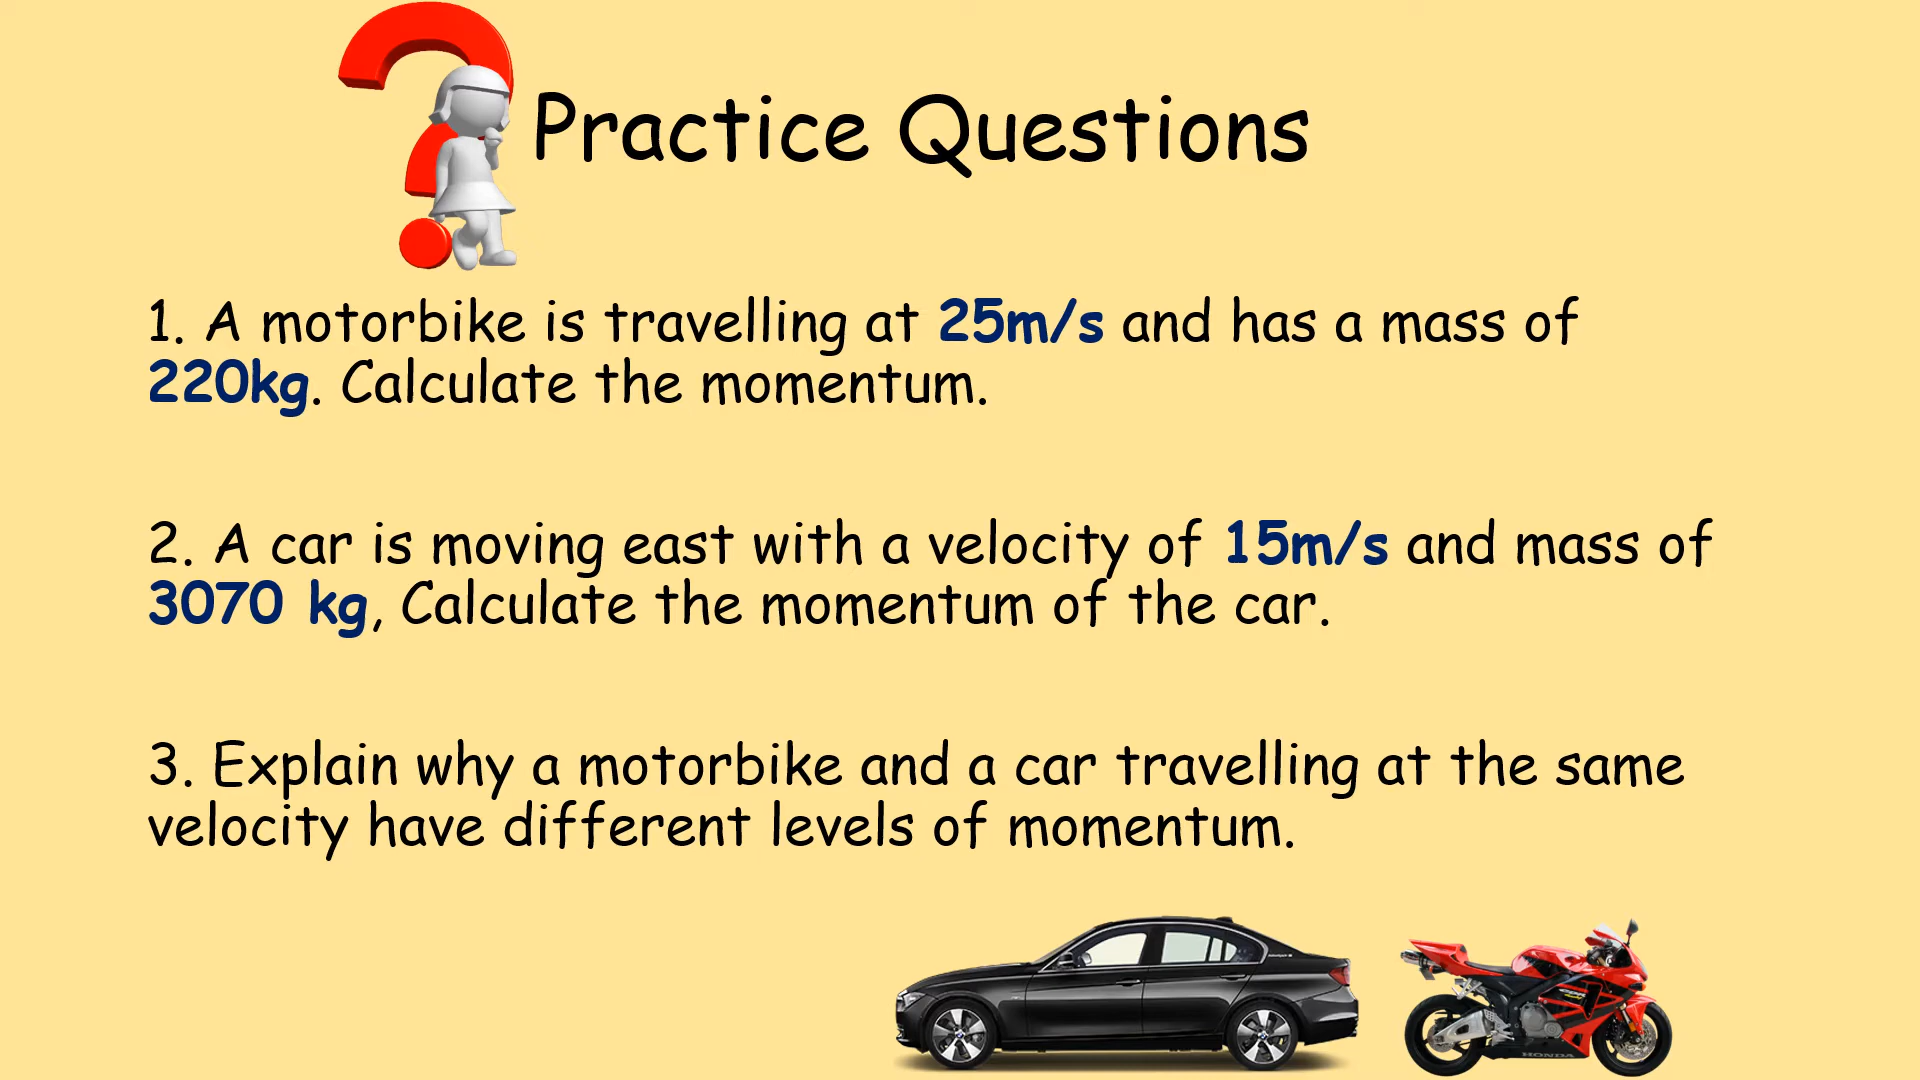 Practice Questions
1. A motorbike is travelling at 25m/s and has a mass of
220kg. Calculate the momentum.
2. A car is moving east with a velocity of 15m/s and mass of
3070 kg, Calculate the momentum of the car.
3. Explain why a motorbike and a car travelling at the same
velocity have different levels of momentum.
HONDA